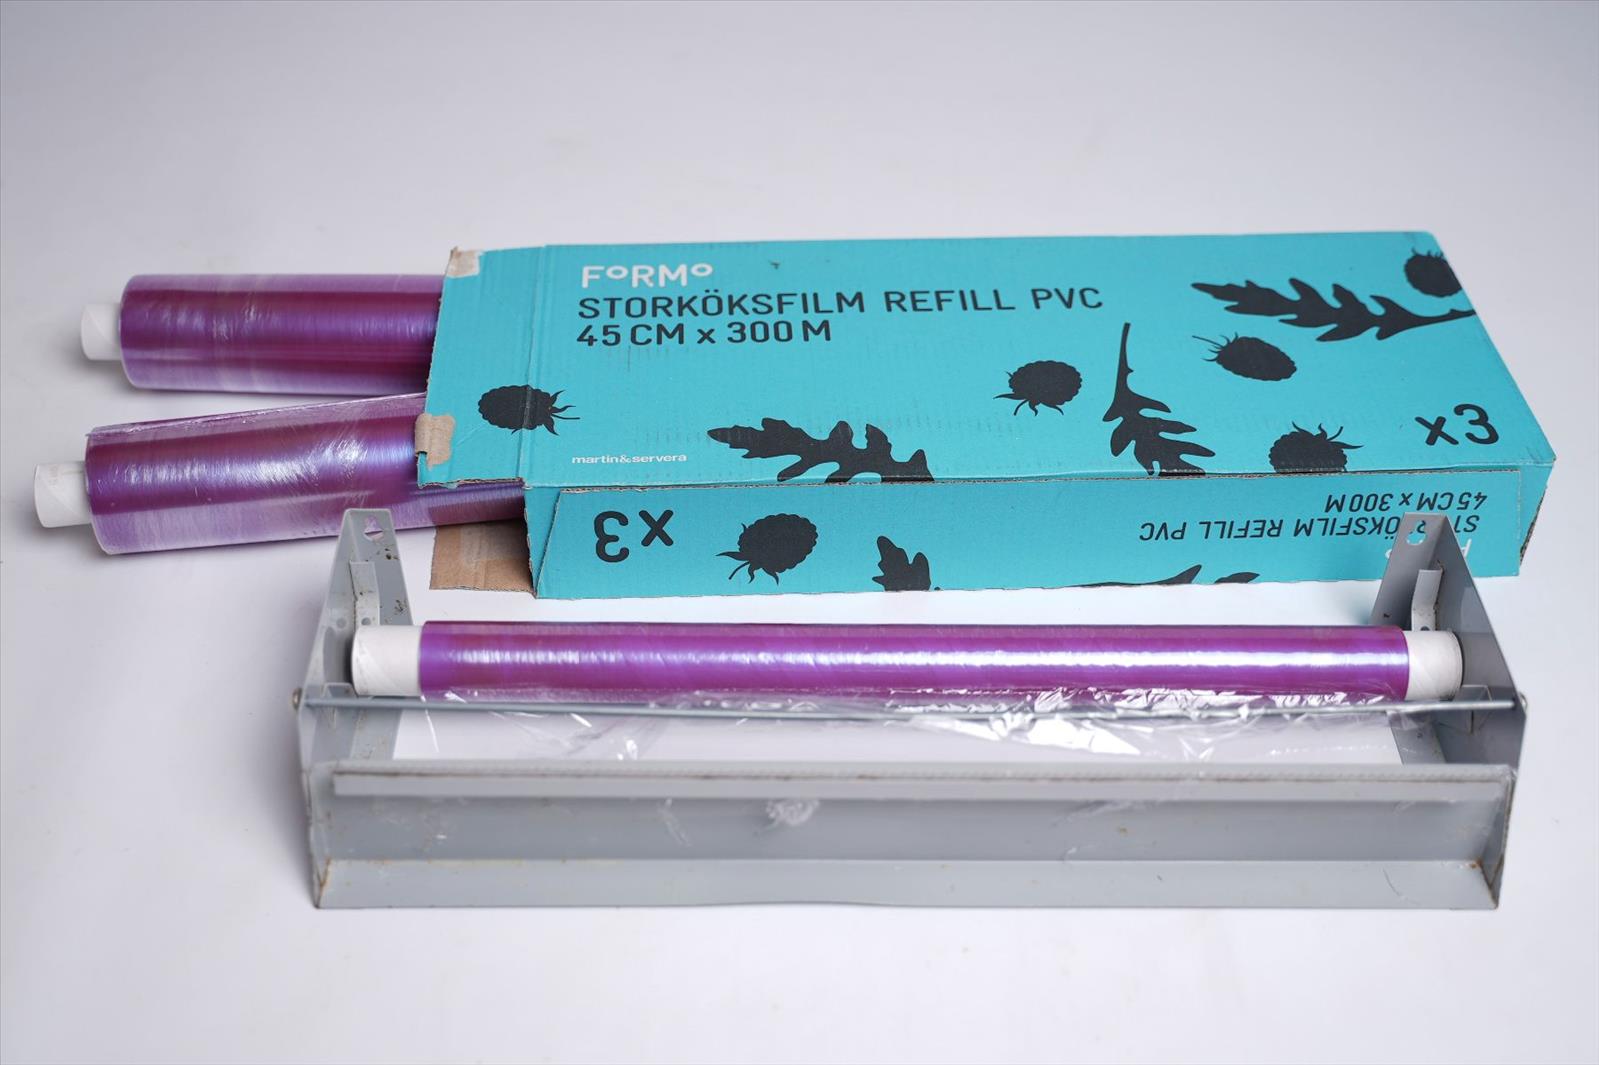 FORMO
STORKÖKSFILM REFILL PVC
45 CM x 300 M
x3
martin&servera
x3
STORKÖKSFILM REFILL PVC
45 CM x 300 M